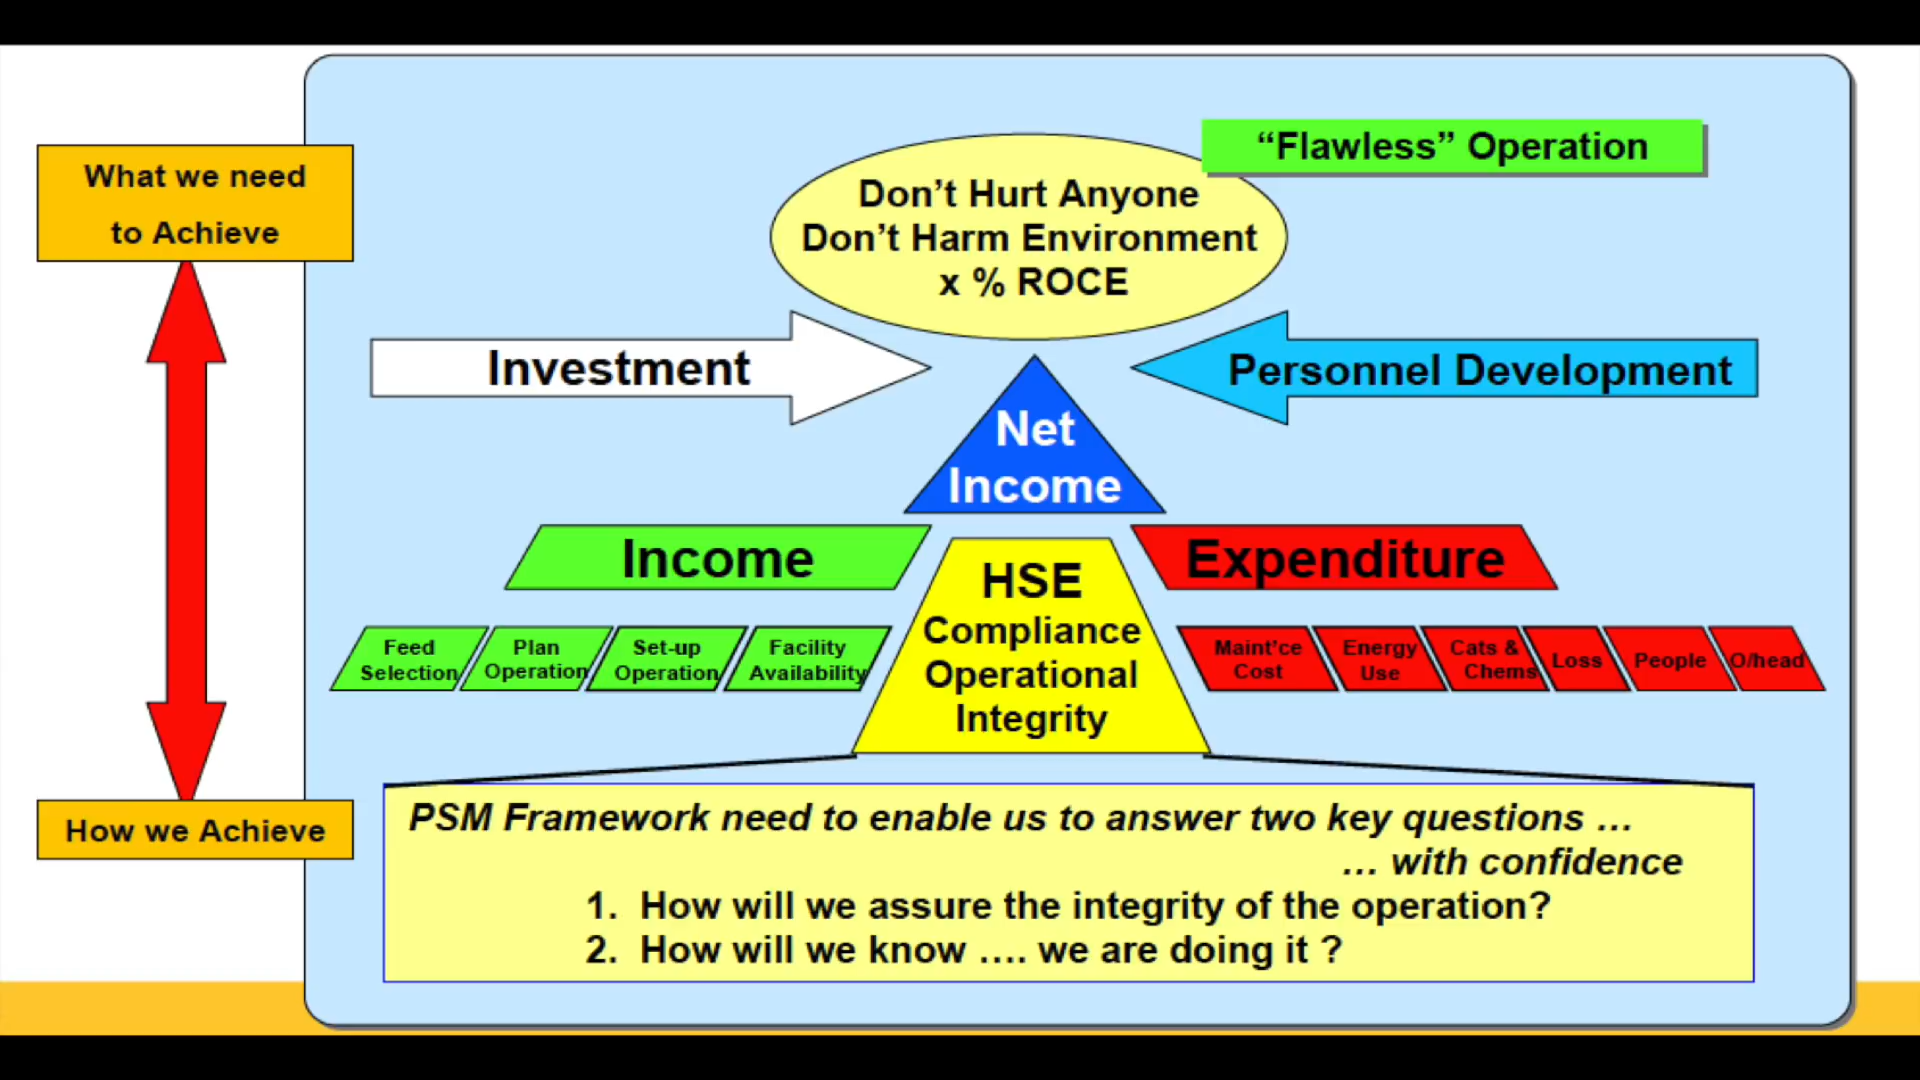 “Flawless” Operation
What we need
to Achieve
Don’t Hurt Anyone
Don’t Harm Environment
x % ROCE
Investment
Personnel Development
Net
Income
Income
Expenditure
HSE
Compliance
Operational
Integrity
Feed
Selection
Plan
Operation
Set-up
Operation
Facility
Availability
Maint'ce
Cost
Energy
Use
Cats &
Chems
Loss
People
O/head
How we Achieve
PSM Framework need to enable us to answer two key questions ...
... with confidence
1. How will we assure the integrity of the operation?
2. How will we know .... we are doing it ?